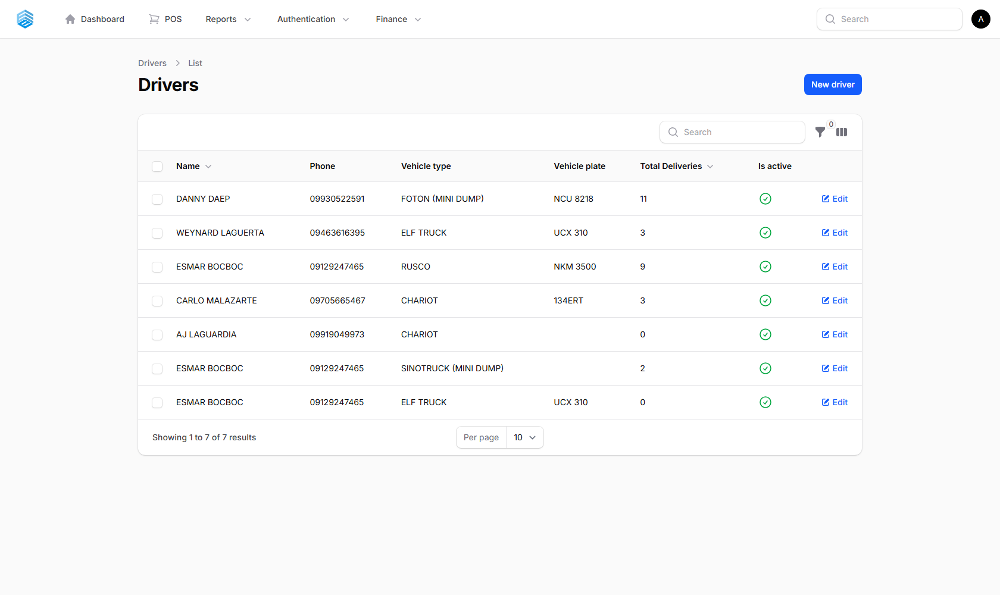 Dashboard POS Reports Authentication Finance Search A
Drivers List
Drivers
New driver
Search 0
Name Phone Vehicle type Vehicle plate Total Deliveries Is active
DANNY DAEP 09930522591 FOTON (MINI DUMP) NCU 8218 11 Edit
WEYNARD LAGUERTA 09463616395 ELF TRUCK UCX 310 3 Edit
ESMAR BOCBOC 09129247465 RUSCO NKM 3500 9 Edit
CARLO MALAZARTE 09705665467 CHARIOT 134ERT 3 Edit
AJ LAGUARDIA 09919049973 CHARIOT 0 Edit
ESMAR BOCBOC 09129247465 SINOTRUCK (MINI DUMP) 2 Edit
ESMAR BOCBOC 09129247465 ELF TRUCK UCX 310 0 Edit
Showing 1 to 7 of 7 results Per page 10